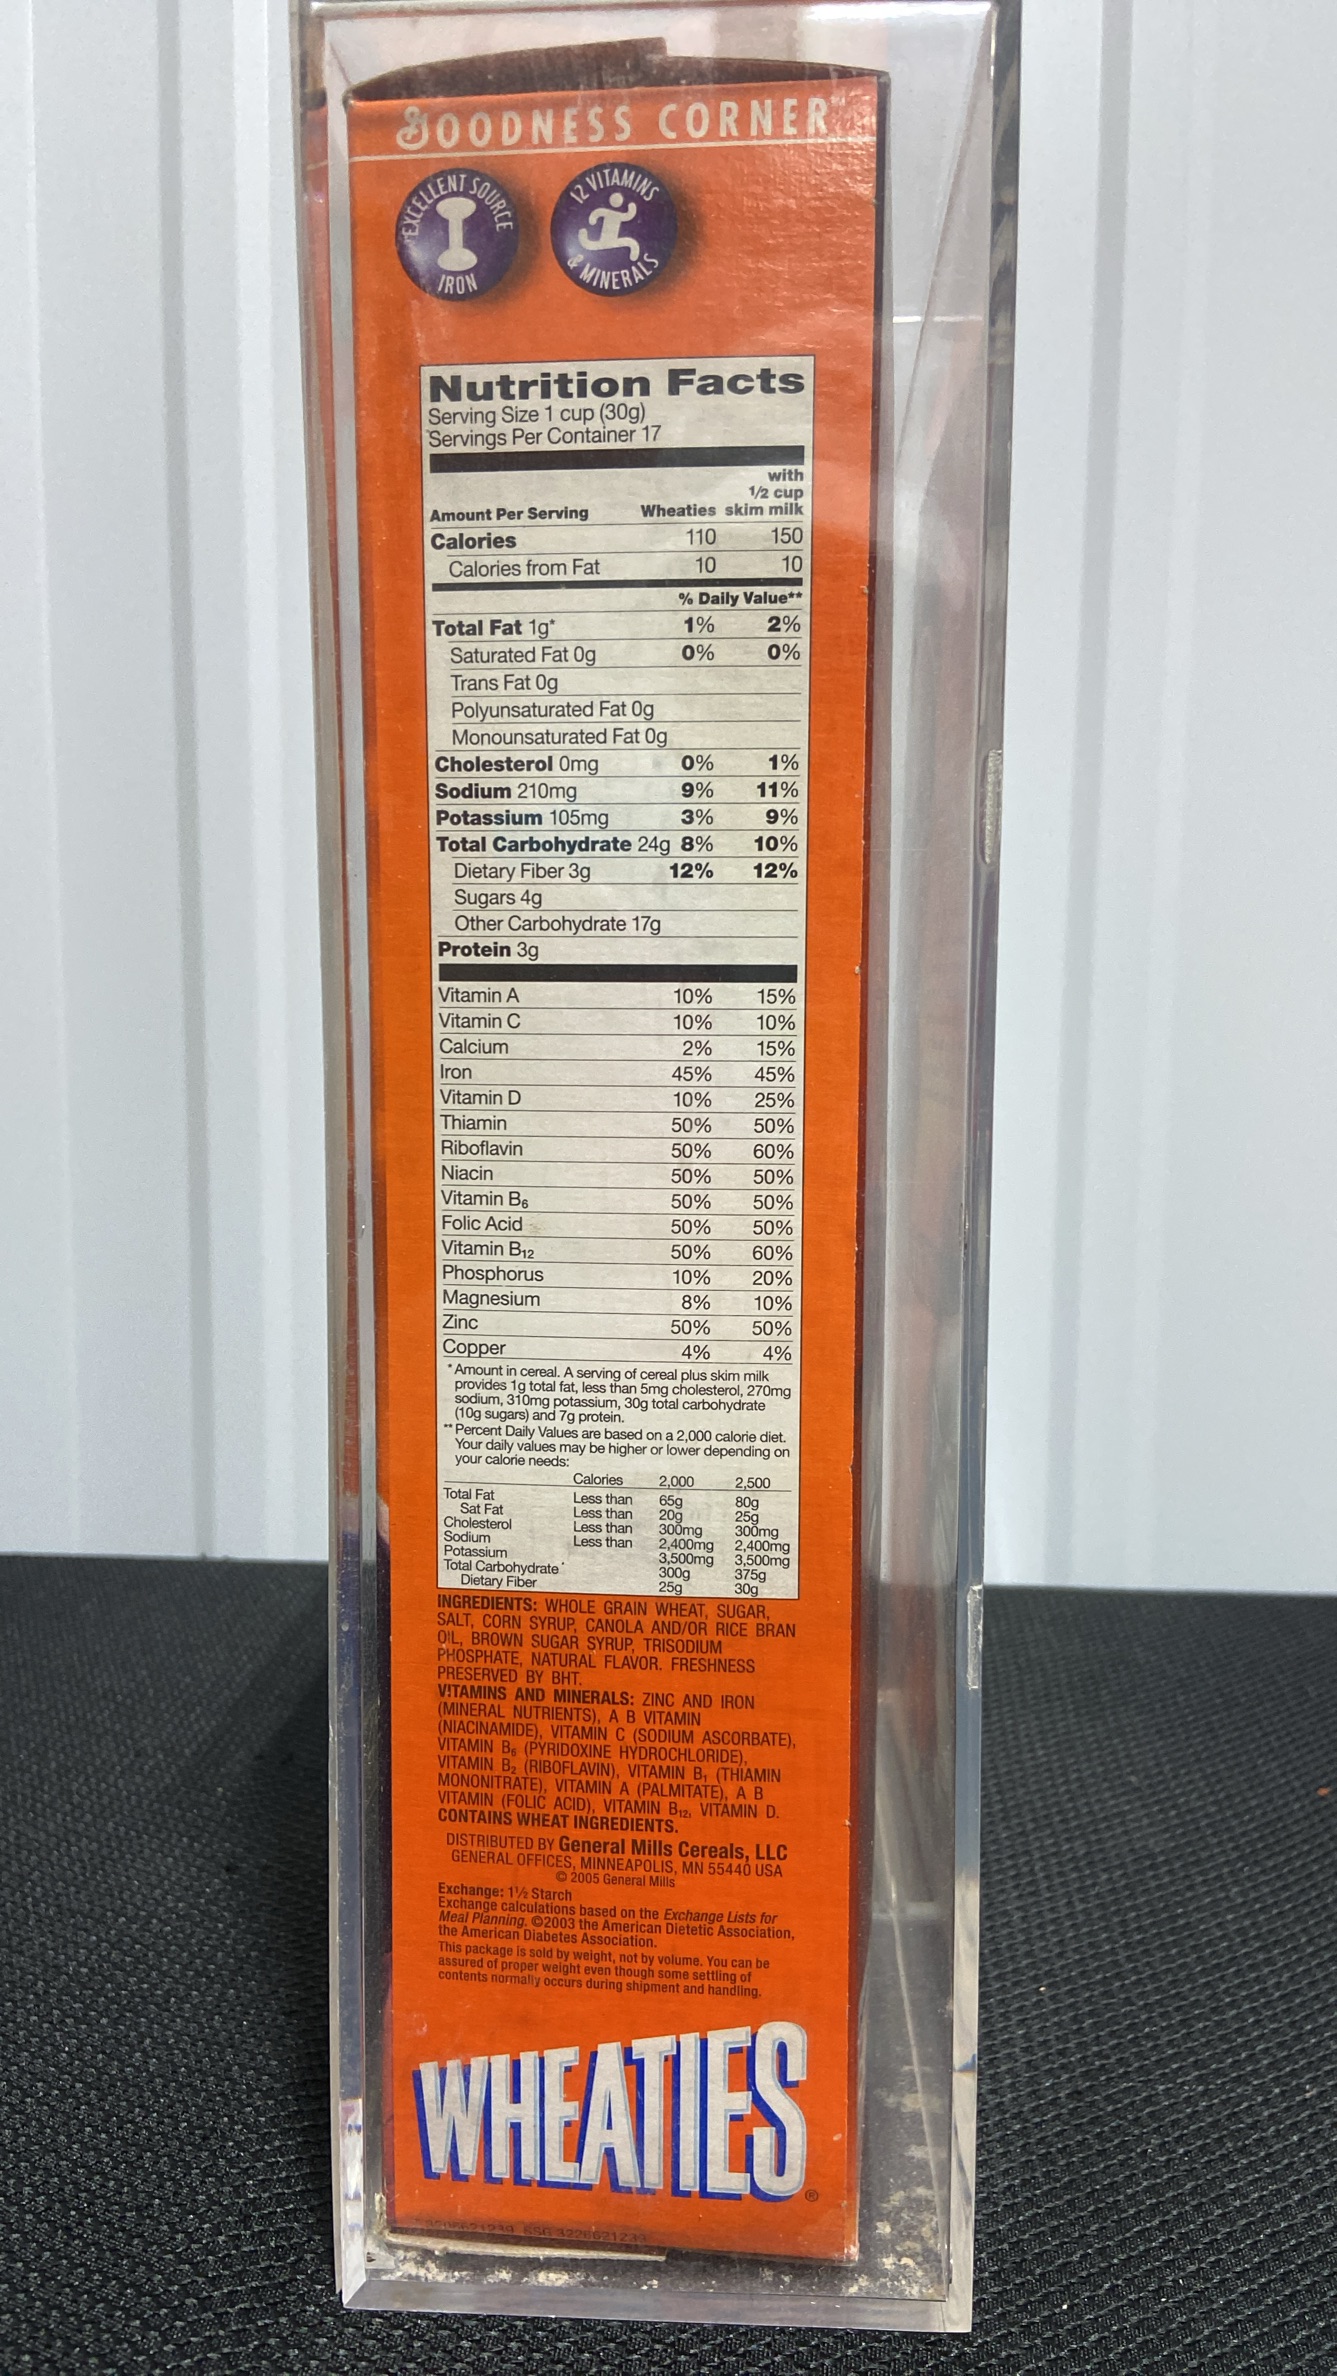 GOODNESS CORNER
EXCELLENT SOURCE
IRON
12 VITAMINS
& MINERALS
Nutrition Facts
Serving Size 1 cup (30g)
Servings Per Container 17
with
1/2 cup
Amount Per Serving Wheaties skim milk
Calories 110 150
Calories from Fat 10 10
% Daily Value**
Total Fat 1g* 1% 2%
Saturated Fat 0g 0% 0%
Trans Fat 0g
Polyunsaturated Fat 0g
Monounsaturated Fat 0g
Cholesterol 0mg 0% 1%
Sodium 210mg 9% 11%
Potassium 105mg 3% 9%
Total Carbohydrate 24g 8% 10%
Dietary Fiber 3g 12% 12%
Sugars 4g
Other Carbohydrate 17g
Protein 3g
Vitamin A 10% 15%
Vitamin C 10% 10%
Calcium 2% 15%
Iron 45% 45%
Vitamin D 10% 25%
Thiamin 50% 50%
Riboflavin 50% 60%
Niacin 50% 50%
Vitamin B6 50% 50%
Folic Acid 50% 50%
Vitamin B12 50% 60%
Phosphorus 10% 20%
Magnesium 8% 10%
Zinc 50% 50%
Copper 4% 4%
*Amount in cereal. A serving of cereal plus skim milk
provides 1g total fat, less than 5mg cholesterol, 270mg
sodium, 310mg potassium, 30g total carbohydrate
(10g sugars) and 7g protein.
**Percent Daily Values are based on a 2,000 calorie diet.
Your daily values may be higher or lower depending on
your calorie needs:
Calories 2,000 2,500
Total Fat Less than 65g 80g
Sat Fat Less than 20g 25g
Cholesterol Less than 300mg 300mg
Sodium Less than 2,400mg 2,400mg
Potassium 3,500mg 3,500mg
Total Carbohydrate 300g 375g
Dietary Fiber 25g 30g
INGREDIENTS: WHOLE GRAIN WHEAT, SUGAR,
SALT, CORN SYRUP, CANOLA AND/OR RICE BRAN
OIL, BROWN SUGAR SYRUP, TRISODIUM
PHOSPHATE, NATURAL FLAVOR. FRESHNESS
PRESERVED BY BHT.
VITAMINS AND MINERALS: ZINC AND IRON
(MINERAL NUTRIENTS), A B VITAMIN
(NIACINAMIDE), VITAMIN C (SODIUM ASCORBATE),
VITAMIN B6 (PYRIDOXINE HYDROCHLORIDE),
VITAMIN B2 (RIBOFLAVIN), VITAMIN B1 (THIAMIN
MONONITRATE), VITAMIN A (PALMITATE), A B
VITAMIN (FOLIC ACID), VITAMIN B12, VITAMIN D.
CONTAINS WHEAT INGREDIENTS.
DISTRIBUTED BY General Mills Cereals, LLC
GENERAL OFFICES, MINNEAPOLIS, MN 55440 USA
© 2005 General Mills
Exchange: 1½ Starch
Exchange calculations based on the Exchange Lists for
Meal Planning. ©2003 the American Dietetic Association,
the American Diabetes Association.
This package is sold by weight, not by volume. You can be
assured of proper weight even though some settling of
contents normally occurs during shipment and handling.
WHEATIES®
3226621239